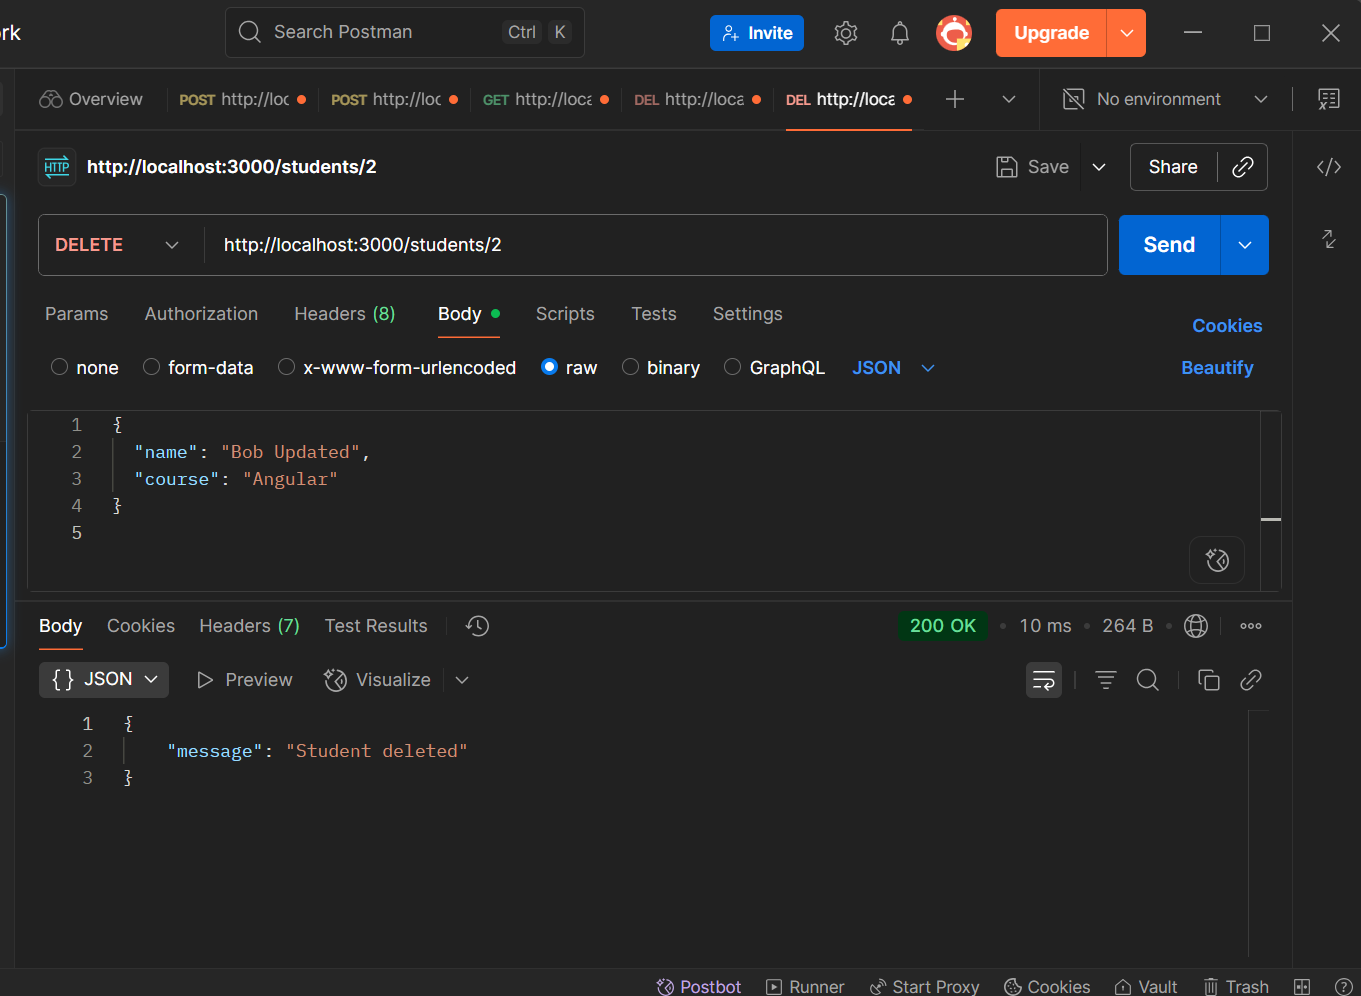 rk
Search Postman Ctrl K
Invite
Upgrade
Overview
POST http://loc
POST http://loc
GET http://loca
DEL http://loca
DEL http://loca
No environment
HTTP http://localhost:3000/students/2
Save
Share
DELETE http://localhost:3000/students/2
Send
Params Authorization Headers (8) Body Scripts Tests Settings
Cookies
none form-data x-www-form-urlencoded raw binary GraphQL JSON
Beautify
1 {
2 "name": "Bob Updated",
3 "course": "Angular"
4 }
5
Body Cookies Headers (7) Test Results
200 OK • 10 ms • 264 B
{} JSON Preview Visualize
1 {
2 "message": "Student deleted"
3 }
Postbot Runner Start Proxy Cookies Vault Trash